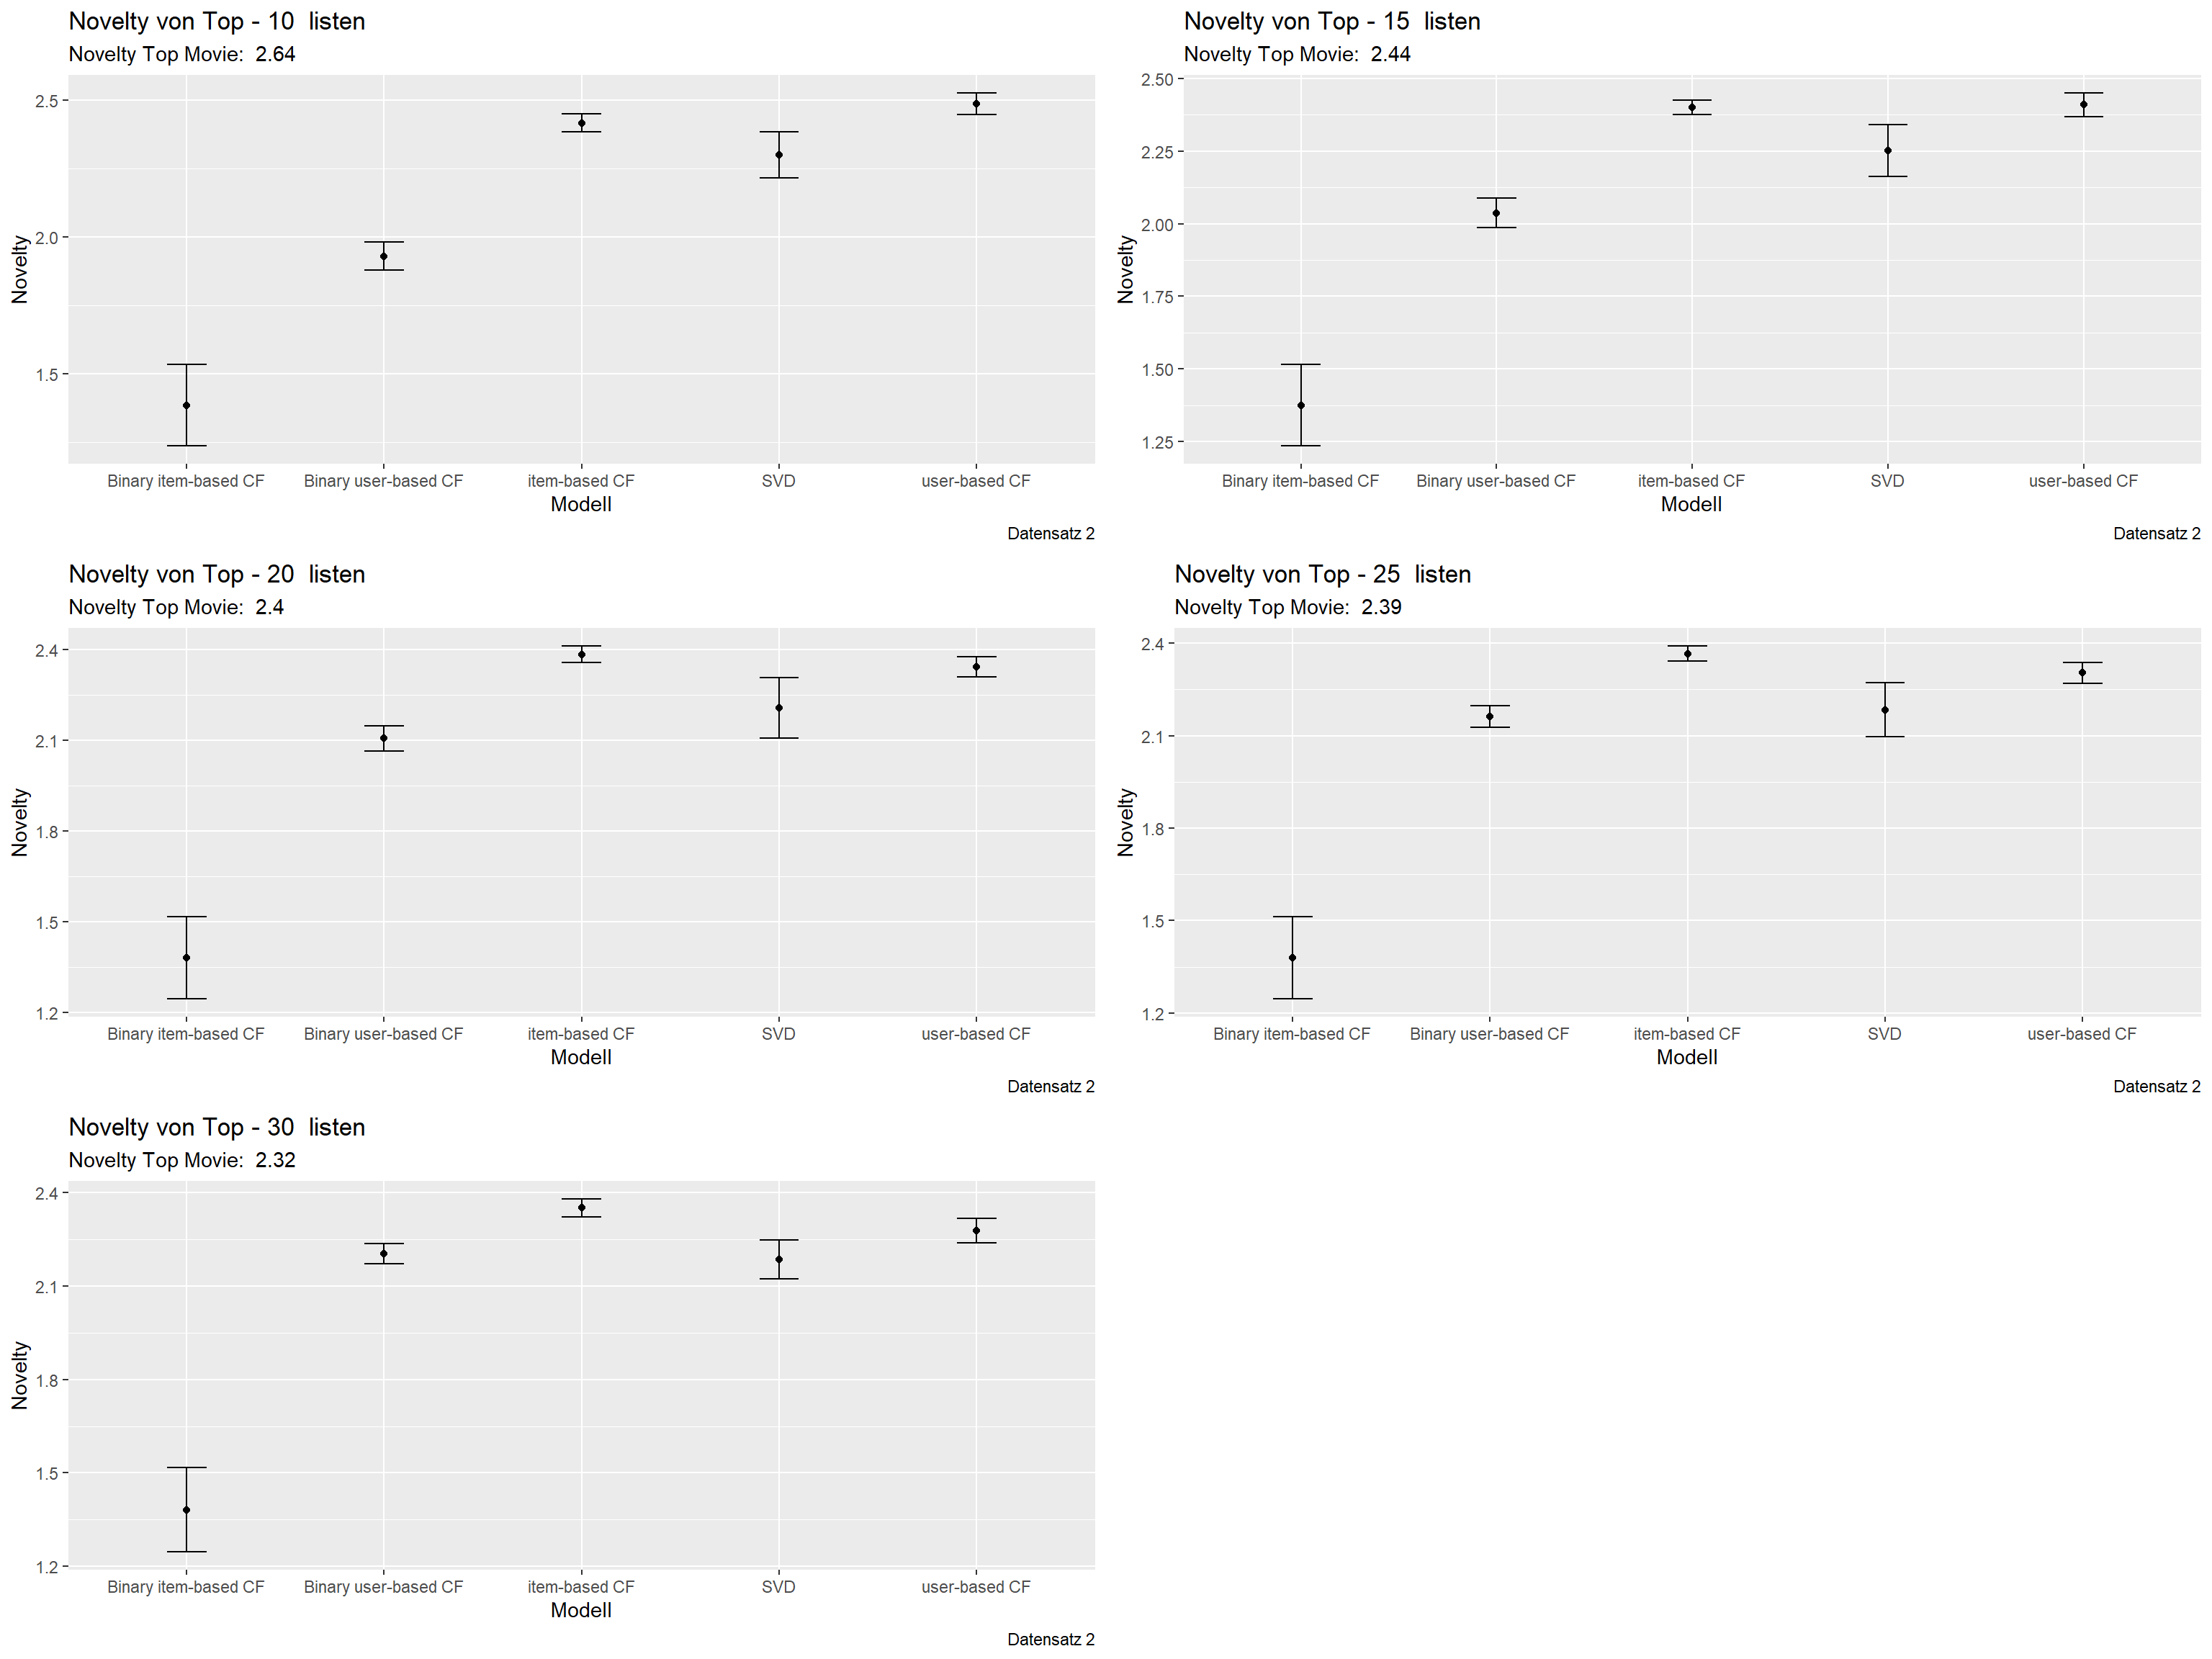 Novelty von Top - 10  listen
Novelty Top Movie:  2.64
2.5
2.0
1.5
Novelty
Binary item-based CF Binary user-based CF item-based CF SVD user-based CF
Modell
Datensatz 2
Novelty von Top - 15  listen
Novelty Top Movie:  2.44
2.50
2.25
2.00
1.75
1.50
1.25
Novelty
Binary item-based CF Binary user-based CF item-based CF SVD user-based CF
Modell
Datensatz 2
Novelty von Top - 20  listen
Novelty Top Movie:  2.4
2.4
2.1
1.8
1.5
1.2
Novelty
Binary item-based CF Binary user-based CF item-based CF SVD user-based CF
Modell
Datensatz 2
Novelty von Top - 25  listen
Novelty Top Movie:  2.39
2.4
2.1
1.8
1.5
1.2
Novelty
Binary item-based CF Binary user-based CF item-based CF SVD user-based CF
Modell
Datensatz 2
Novelty von Top - 30  listen
Novelty Top Movie:  2.32
2.4
2.1
1.8
1.5
1.2
Novelty
Binary item-based CF Binary user-based CF item-based CF SVD user-based CF
Modell
Datensatz 2